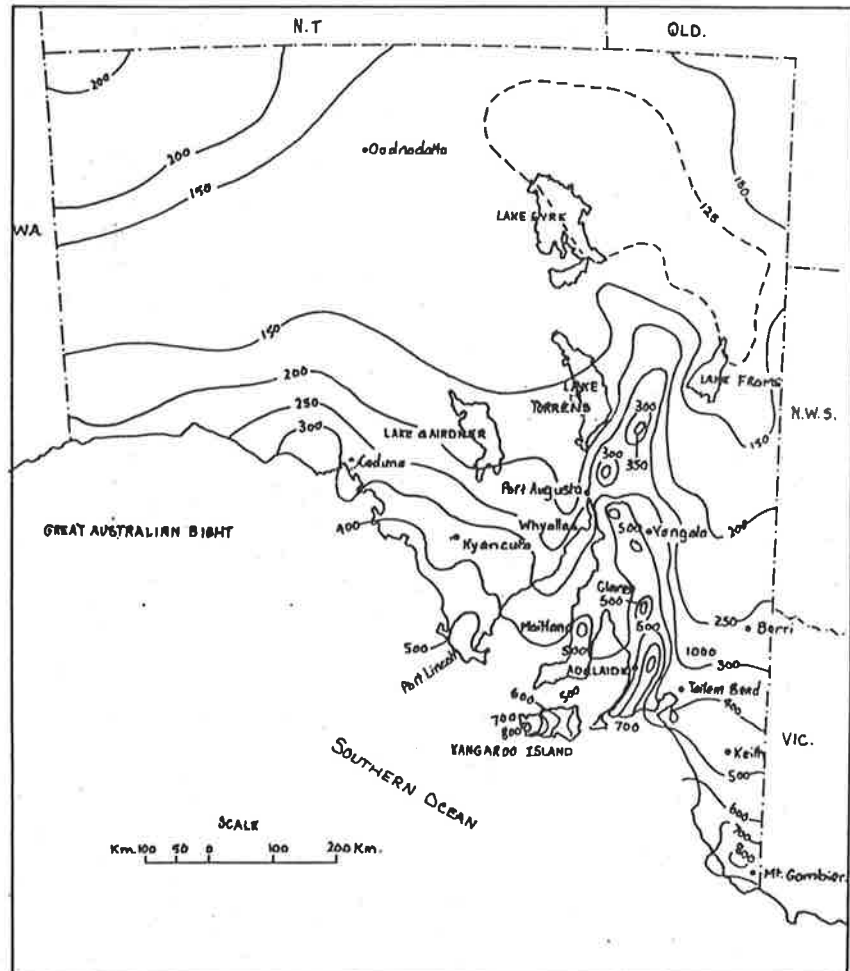 N.T
QLD.
200
200
150
•Oodnadatta
150
125
WA.
LAKE EYRE
150
200
LAKE FROME
LAKE
TORRENS
250
300
LAKE GAIRDNER
N.W.S.
150
300
350
300
Ceduna
Port Augusta
Whyalla
GREAT AUSTRALIAN BIGHT
400
Kyancutta
500
Yongala
200
Clare
500
600
250
Berri
Maitland
500
Port Lincoln
500
ADELAIDE
1000
300
Tailem Bend
400
600
500
700
800
700
KANGAROO ISLAND
Keith
500
VIC.
SOUTHERN OCEAN
600
700
800
Mt. Gambier.
SCALE
Km.100 50 0 100 200 Km.